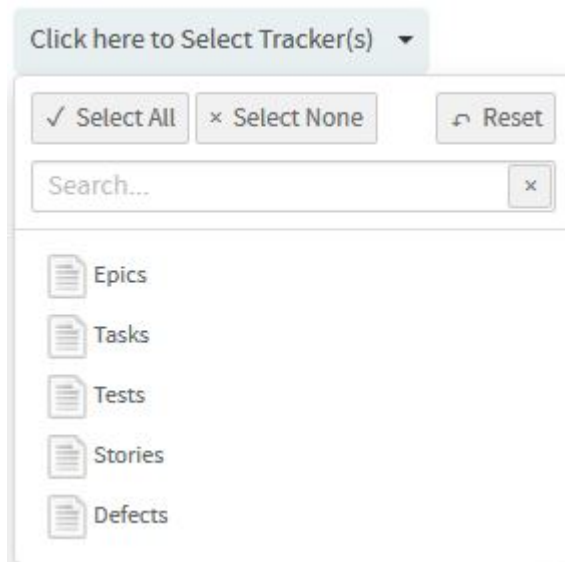 Click here to Select Tracker(s)
✓ Select All × Select None Reset
Search... ×
Epics
Tasks
Tests
Stories
Defects